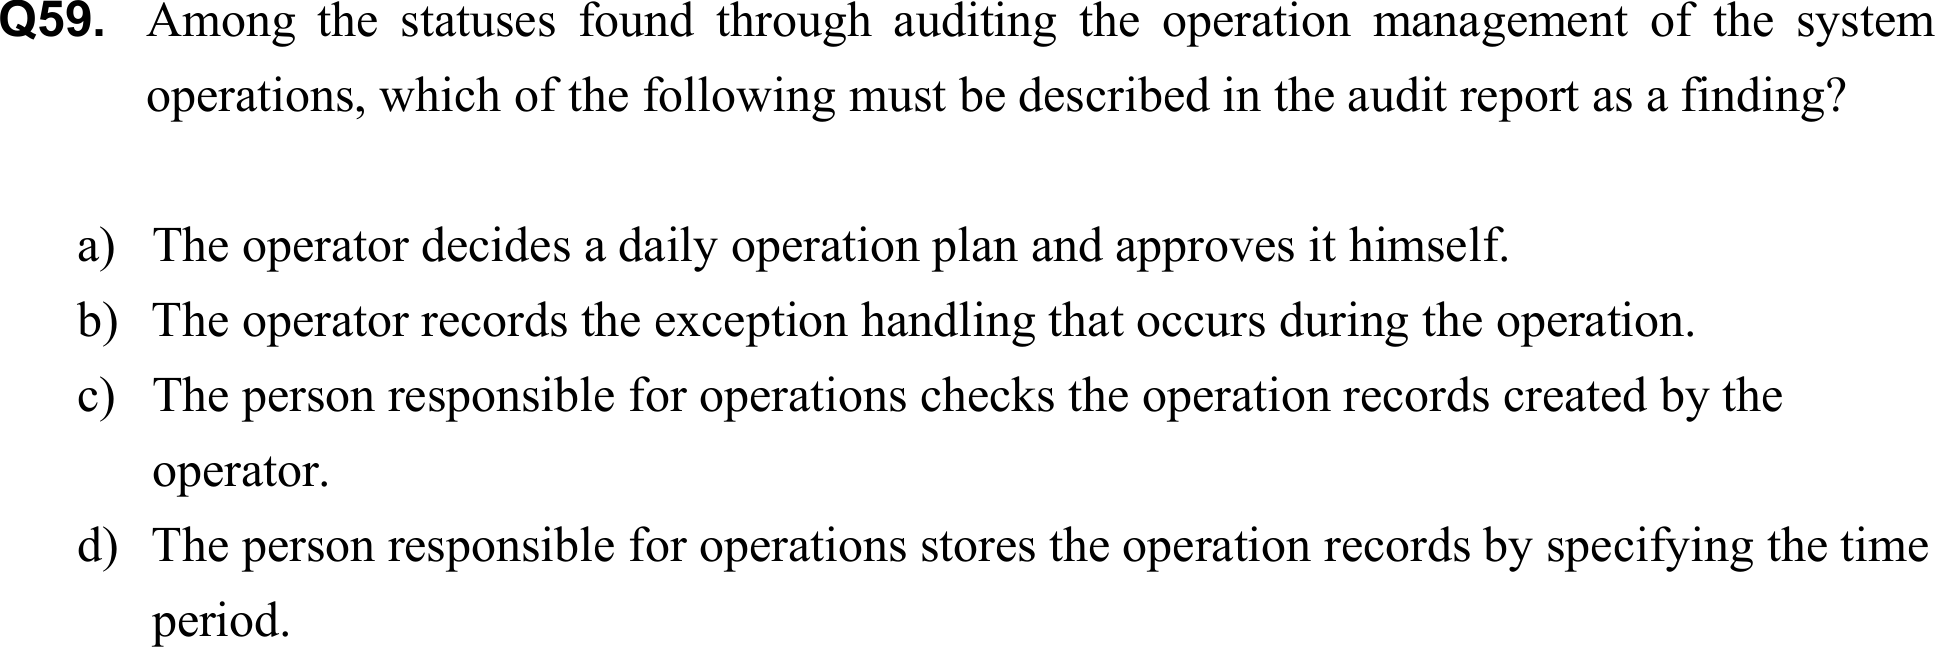 Q59. Among the statuses found through auditing the operation management of the system
operations, which of the following must be described in the audit report as a finding?
a) The operator decides a daily operation plan and approves it himself.
b) The operator records the exception handling that occurs during the operation.
c) The person responsible for operations checks the operation records created by the
operator.
d) The person responsible for operations stores the operation records by specifying the time
period.